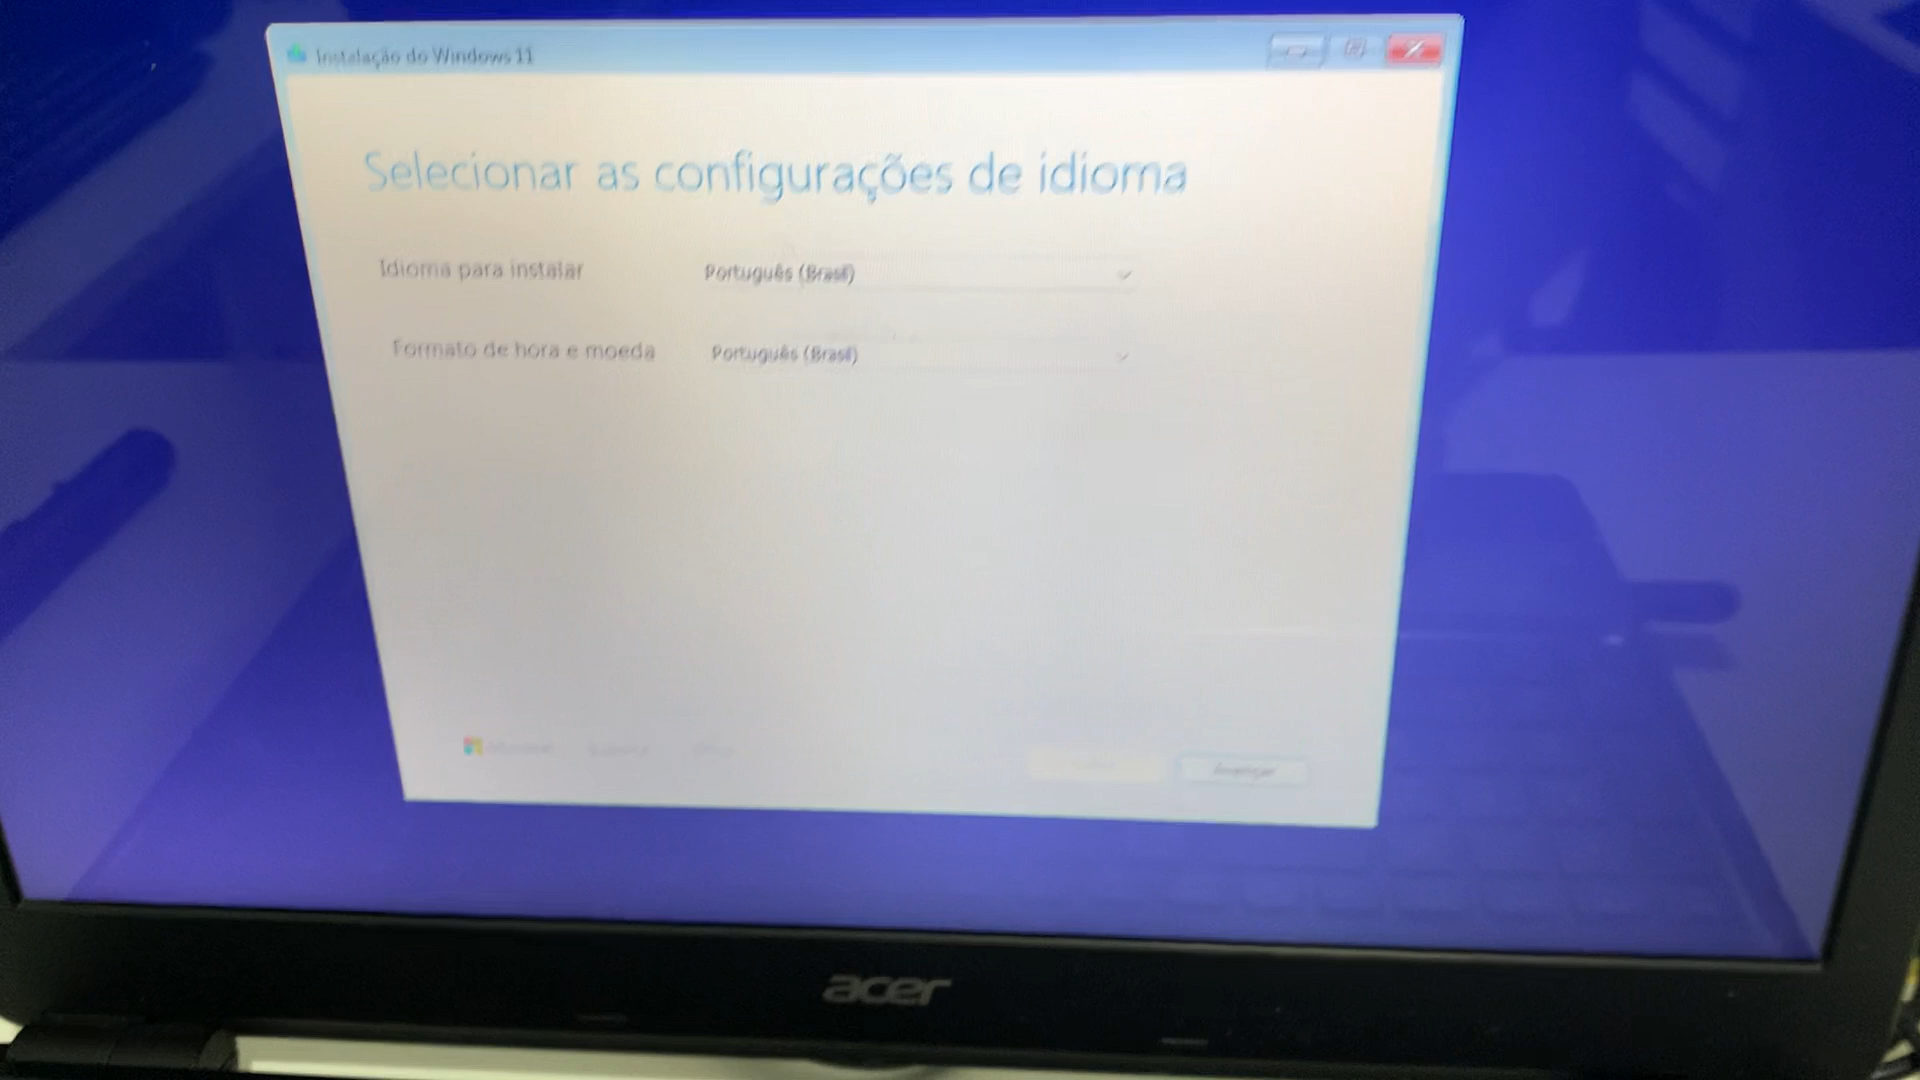 Instalação do Windows 11
Selecionar as configurações de idioma
Idioma para instalar
Português (Brasil)
Formato de hora e moeda
Português (Brasil)
Avançar
acer